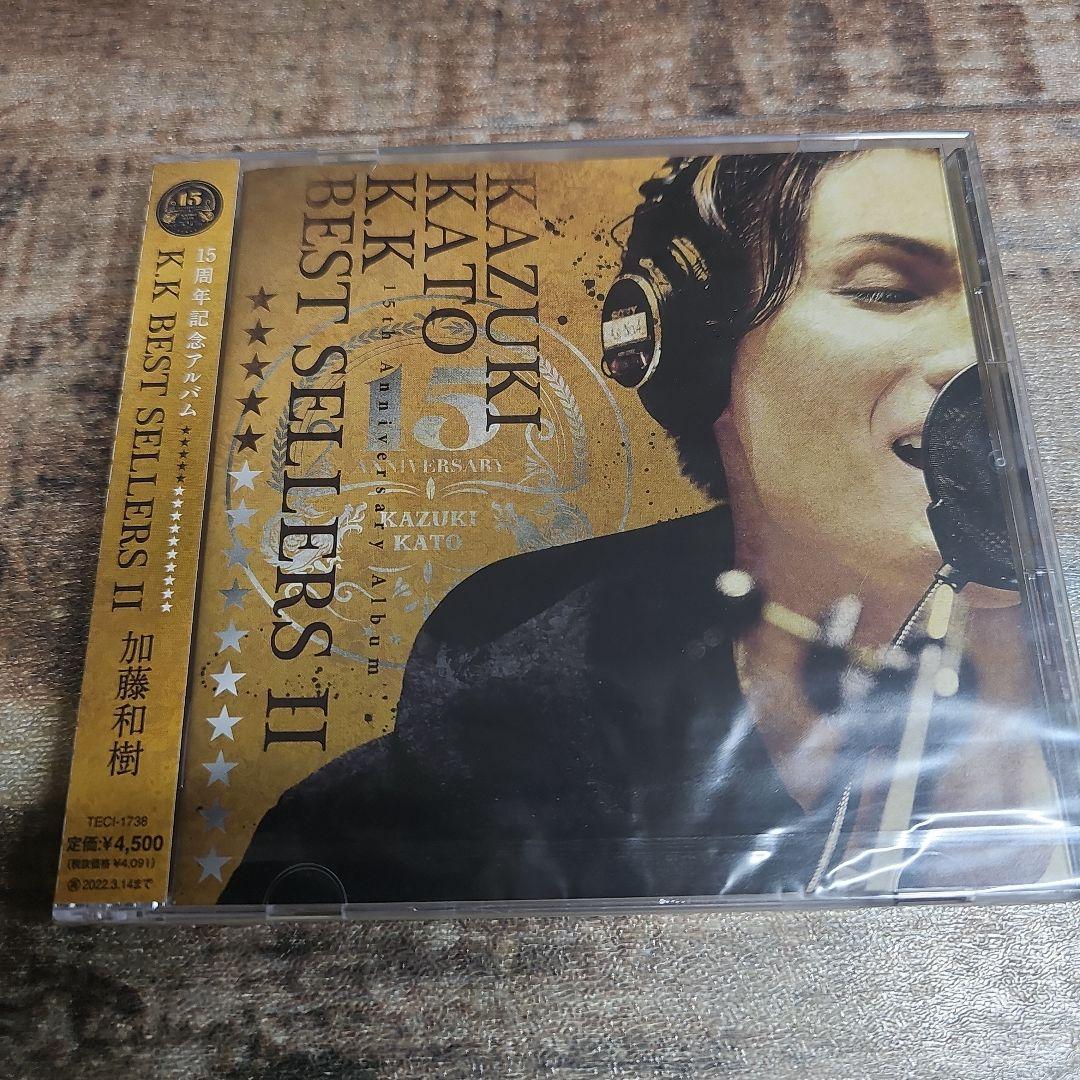 15
15周年記念アルバム
K.K BEST SELLERS II
加藤和樹
TECI-1738
定価:¥4,500
(税抜価格 ¥4,091)
2022.3.14まで
KAZUKI
KATO
K.K
15th Anniversary Album
BEST SELLERS II
15
ANNIVERSARY
KAZUKI
KATO